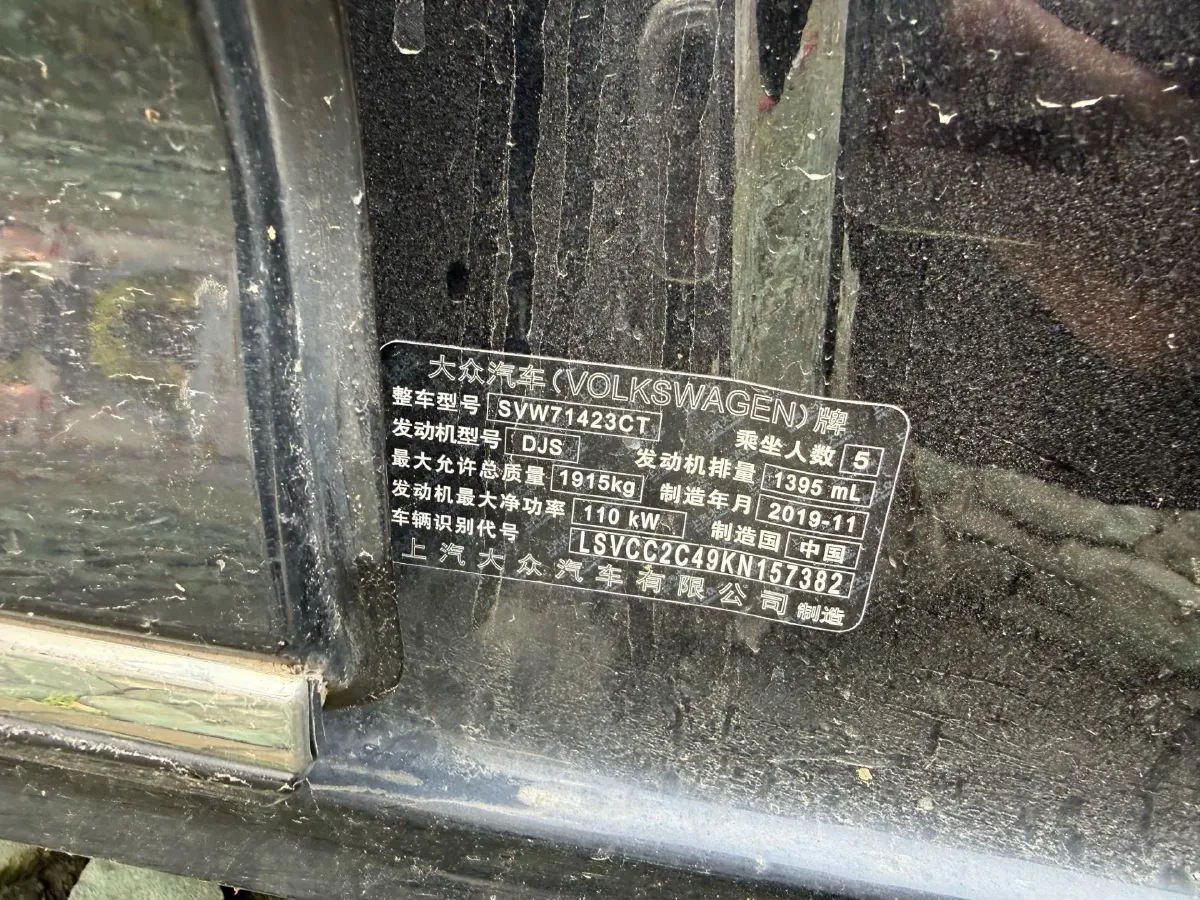 大众汽车(VOLKSWAGEN)牌
整车型号 SVW71423CT 乘坐人数 5
发动机型号 DJS 发动机排量 1395 mL
最大允许总质量 1915kg 制造年月 2019-11
发动机最大净功率 110 kW 制造国 中国
车辆识别代号 LSVCC2C49KN157382
上汽大众汽车有限公司 制造